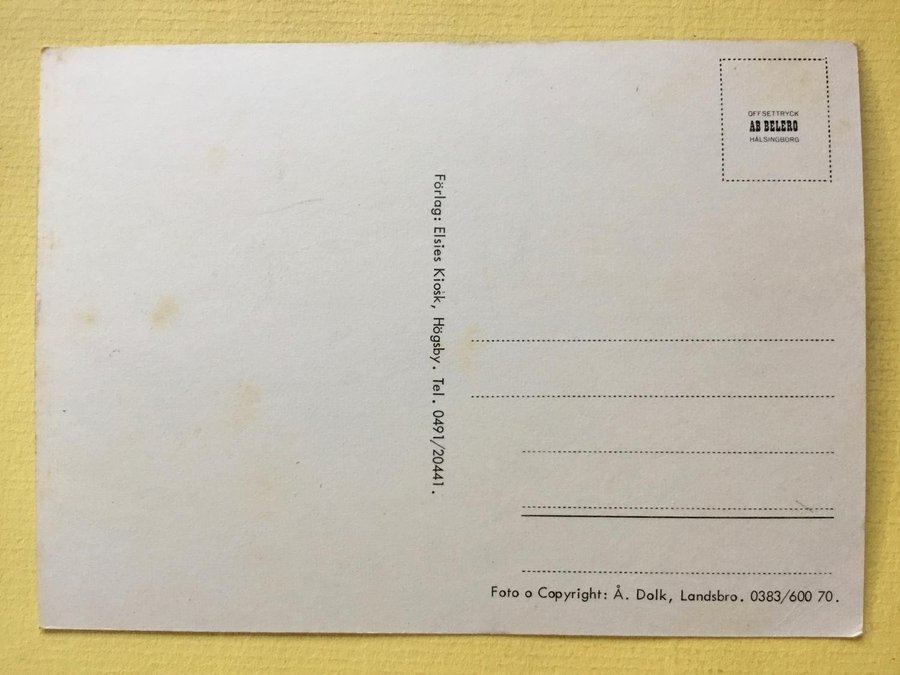 OFFSETTRYCK
AB BELERO
HÄLSINGBORG
Förlag: Elsies Kiosk, Högsby. Tel. 0491/20441.
Foto o Copyright: Å. Dolk, Landsbro. 0383/600 70.